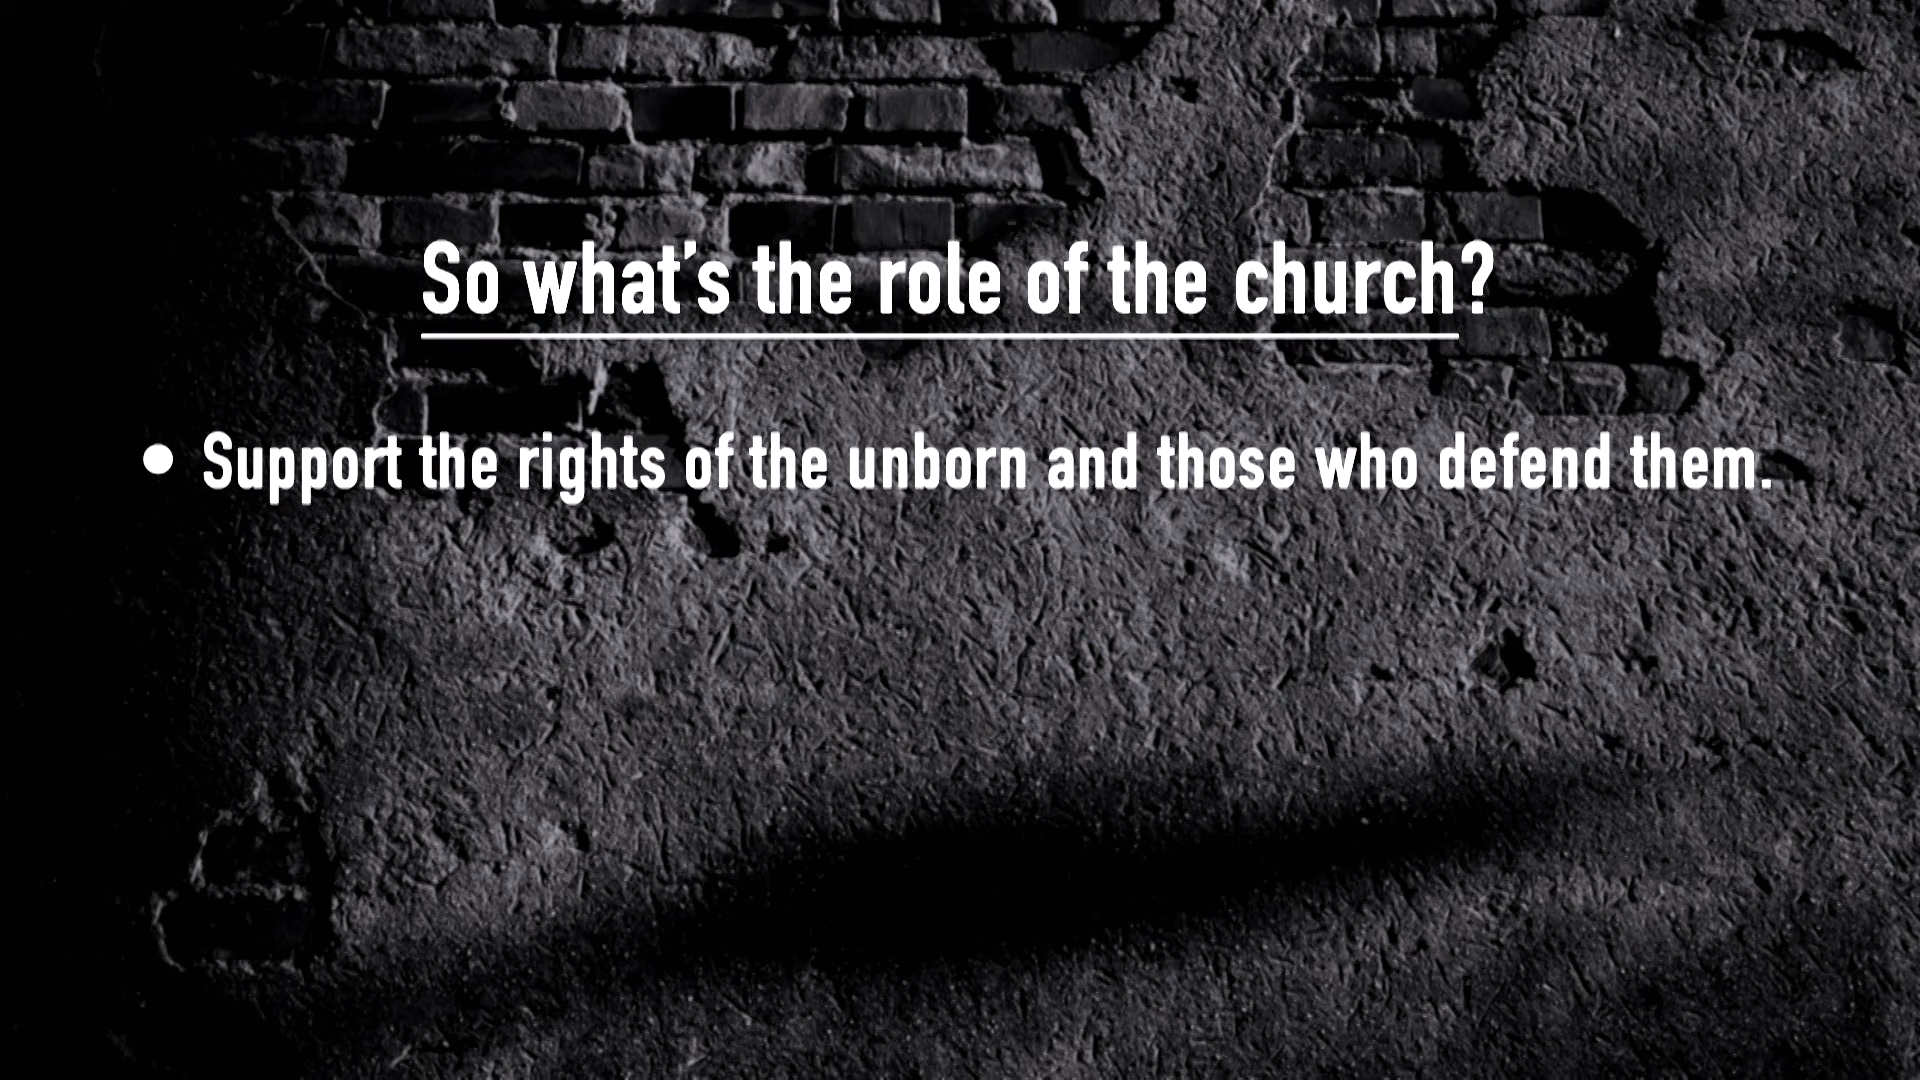 So what's the role of the church?
• Support the rights of the unborn and those who defend them.